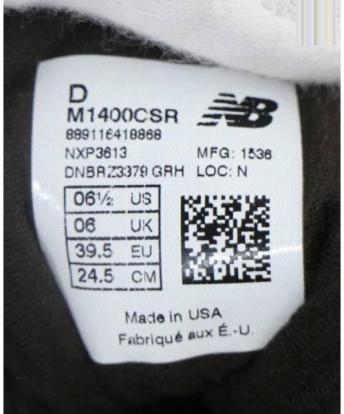 D
M1400CSR
NB
889116418868
NXP3613 MFG: 1536
DNBRZ3379 GRH LOC: N
06½ US
06 UK
39.5 EU
24.5 CM
Made in USA
Fabriqué aux É.-U.